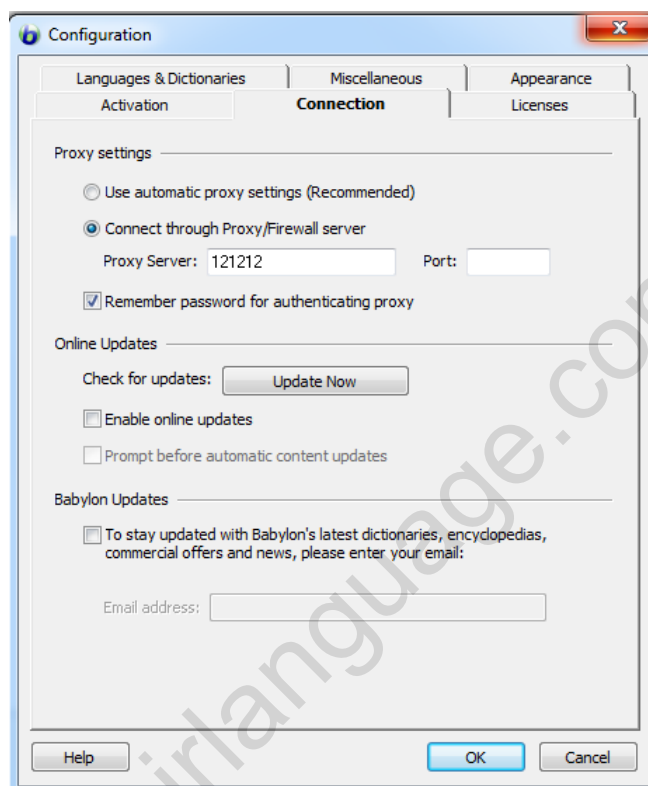 Configuration
Languages & Dictionaries Miscellaneous Appearance
Activation Connection Licenses
Proxy settings
Use automatic proxy settings (Recommended)
Connect through Proxy/Firewall server
Proxy Server: 121212 Port:
Remember password for authenticating proxy
Online Updates
Check for updates: Update Now
Enable online updates
Prompt before automatic content updates
Babylon Updates
To stay updated with Babylon's latest dictionaries, encyclopedias,
commercial offers and news, please enter your email:
Email address:
Help OK Cancel
irlanguage.com